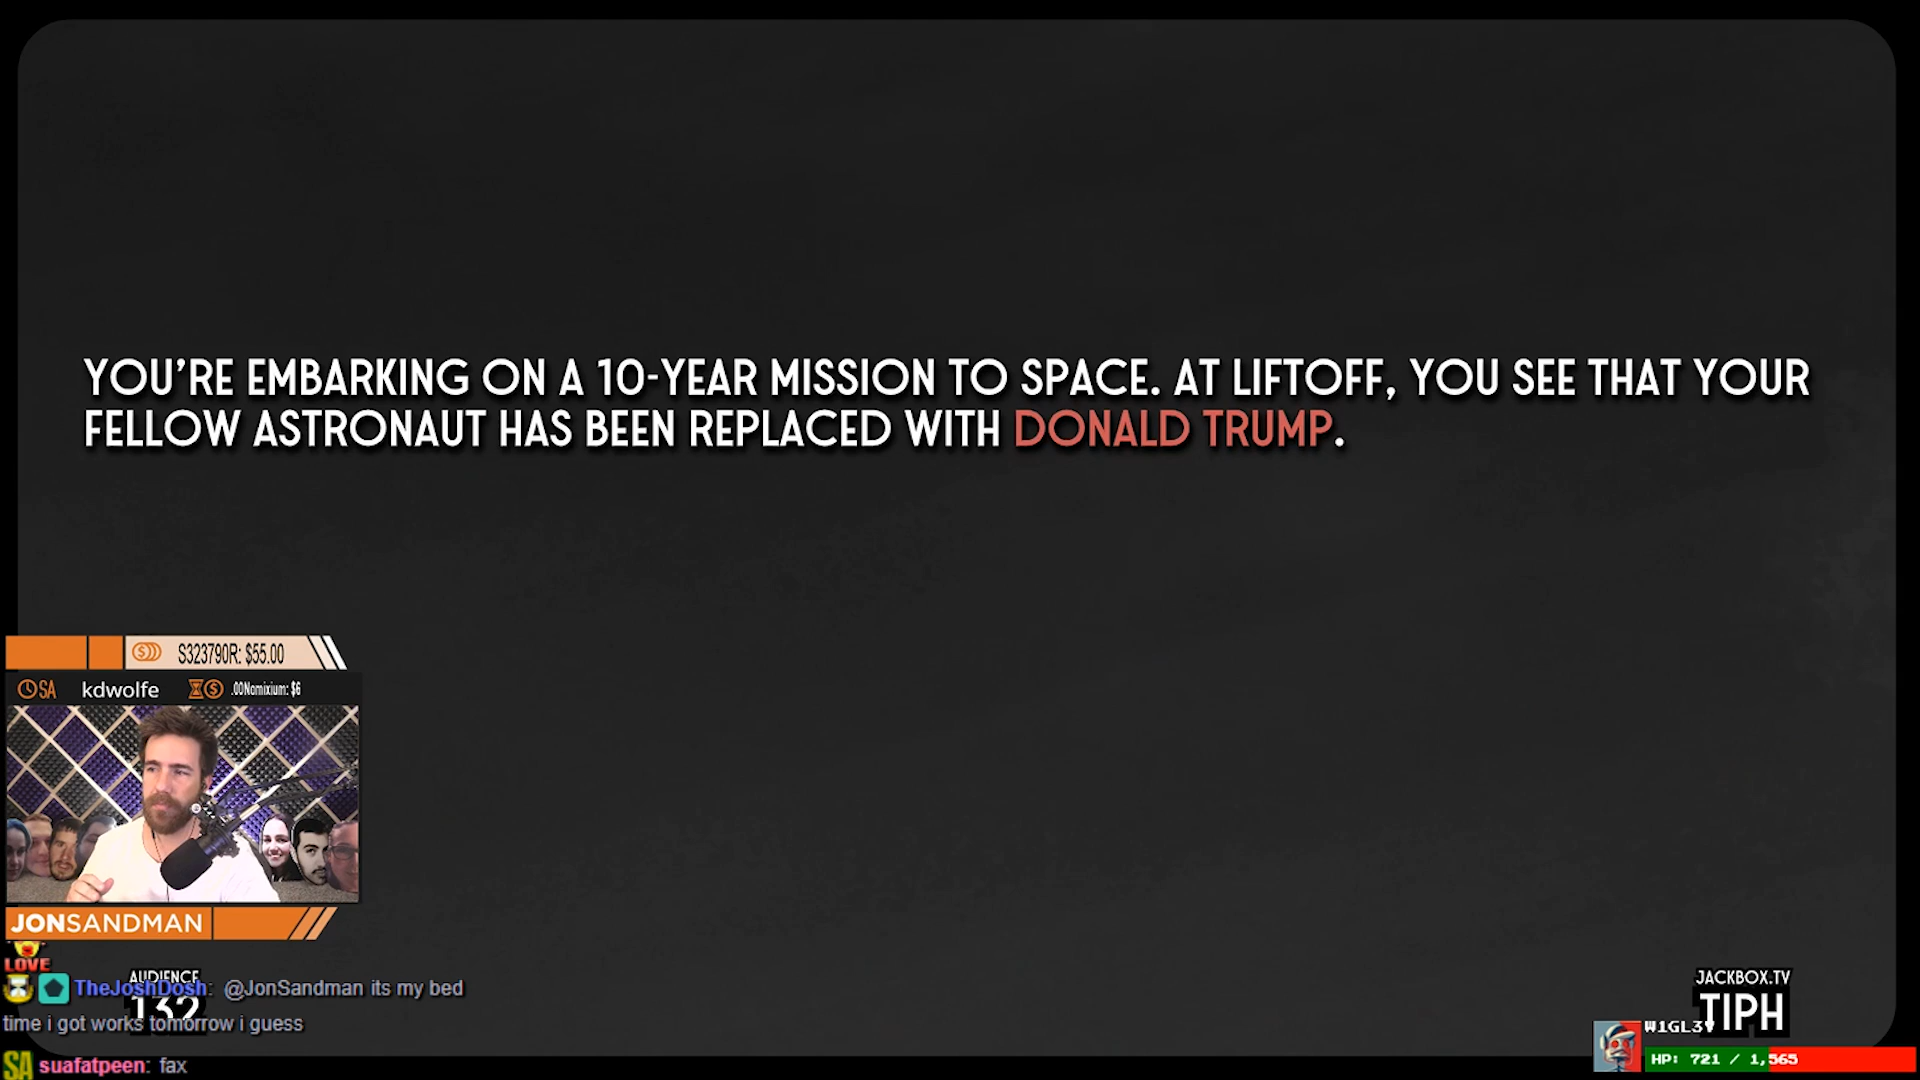 YOU'RE EMBARKING ON A 10-YEAR MISSION TO SPACE. AT LIFTOFF, YOU SEE THAT YOUR
FELLOW ASTRONAUT HAS BEEN REPLACED WITH DONALD TRUMP.
S323790R: $55.00
SA kdwolfe .00Nomixium: $6
JONSANDMAN
LOVE
AUDIENCE
132
TheJoshDosh: @JonSandman its my bed
time i got works tomorrow i guess
SA suafatpeen: fax
JACKBOX.TV
TIPH
W1GL3Y
HP: 721 / 1,565